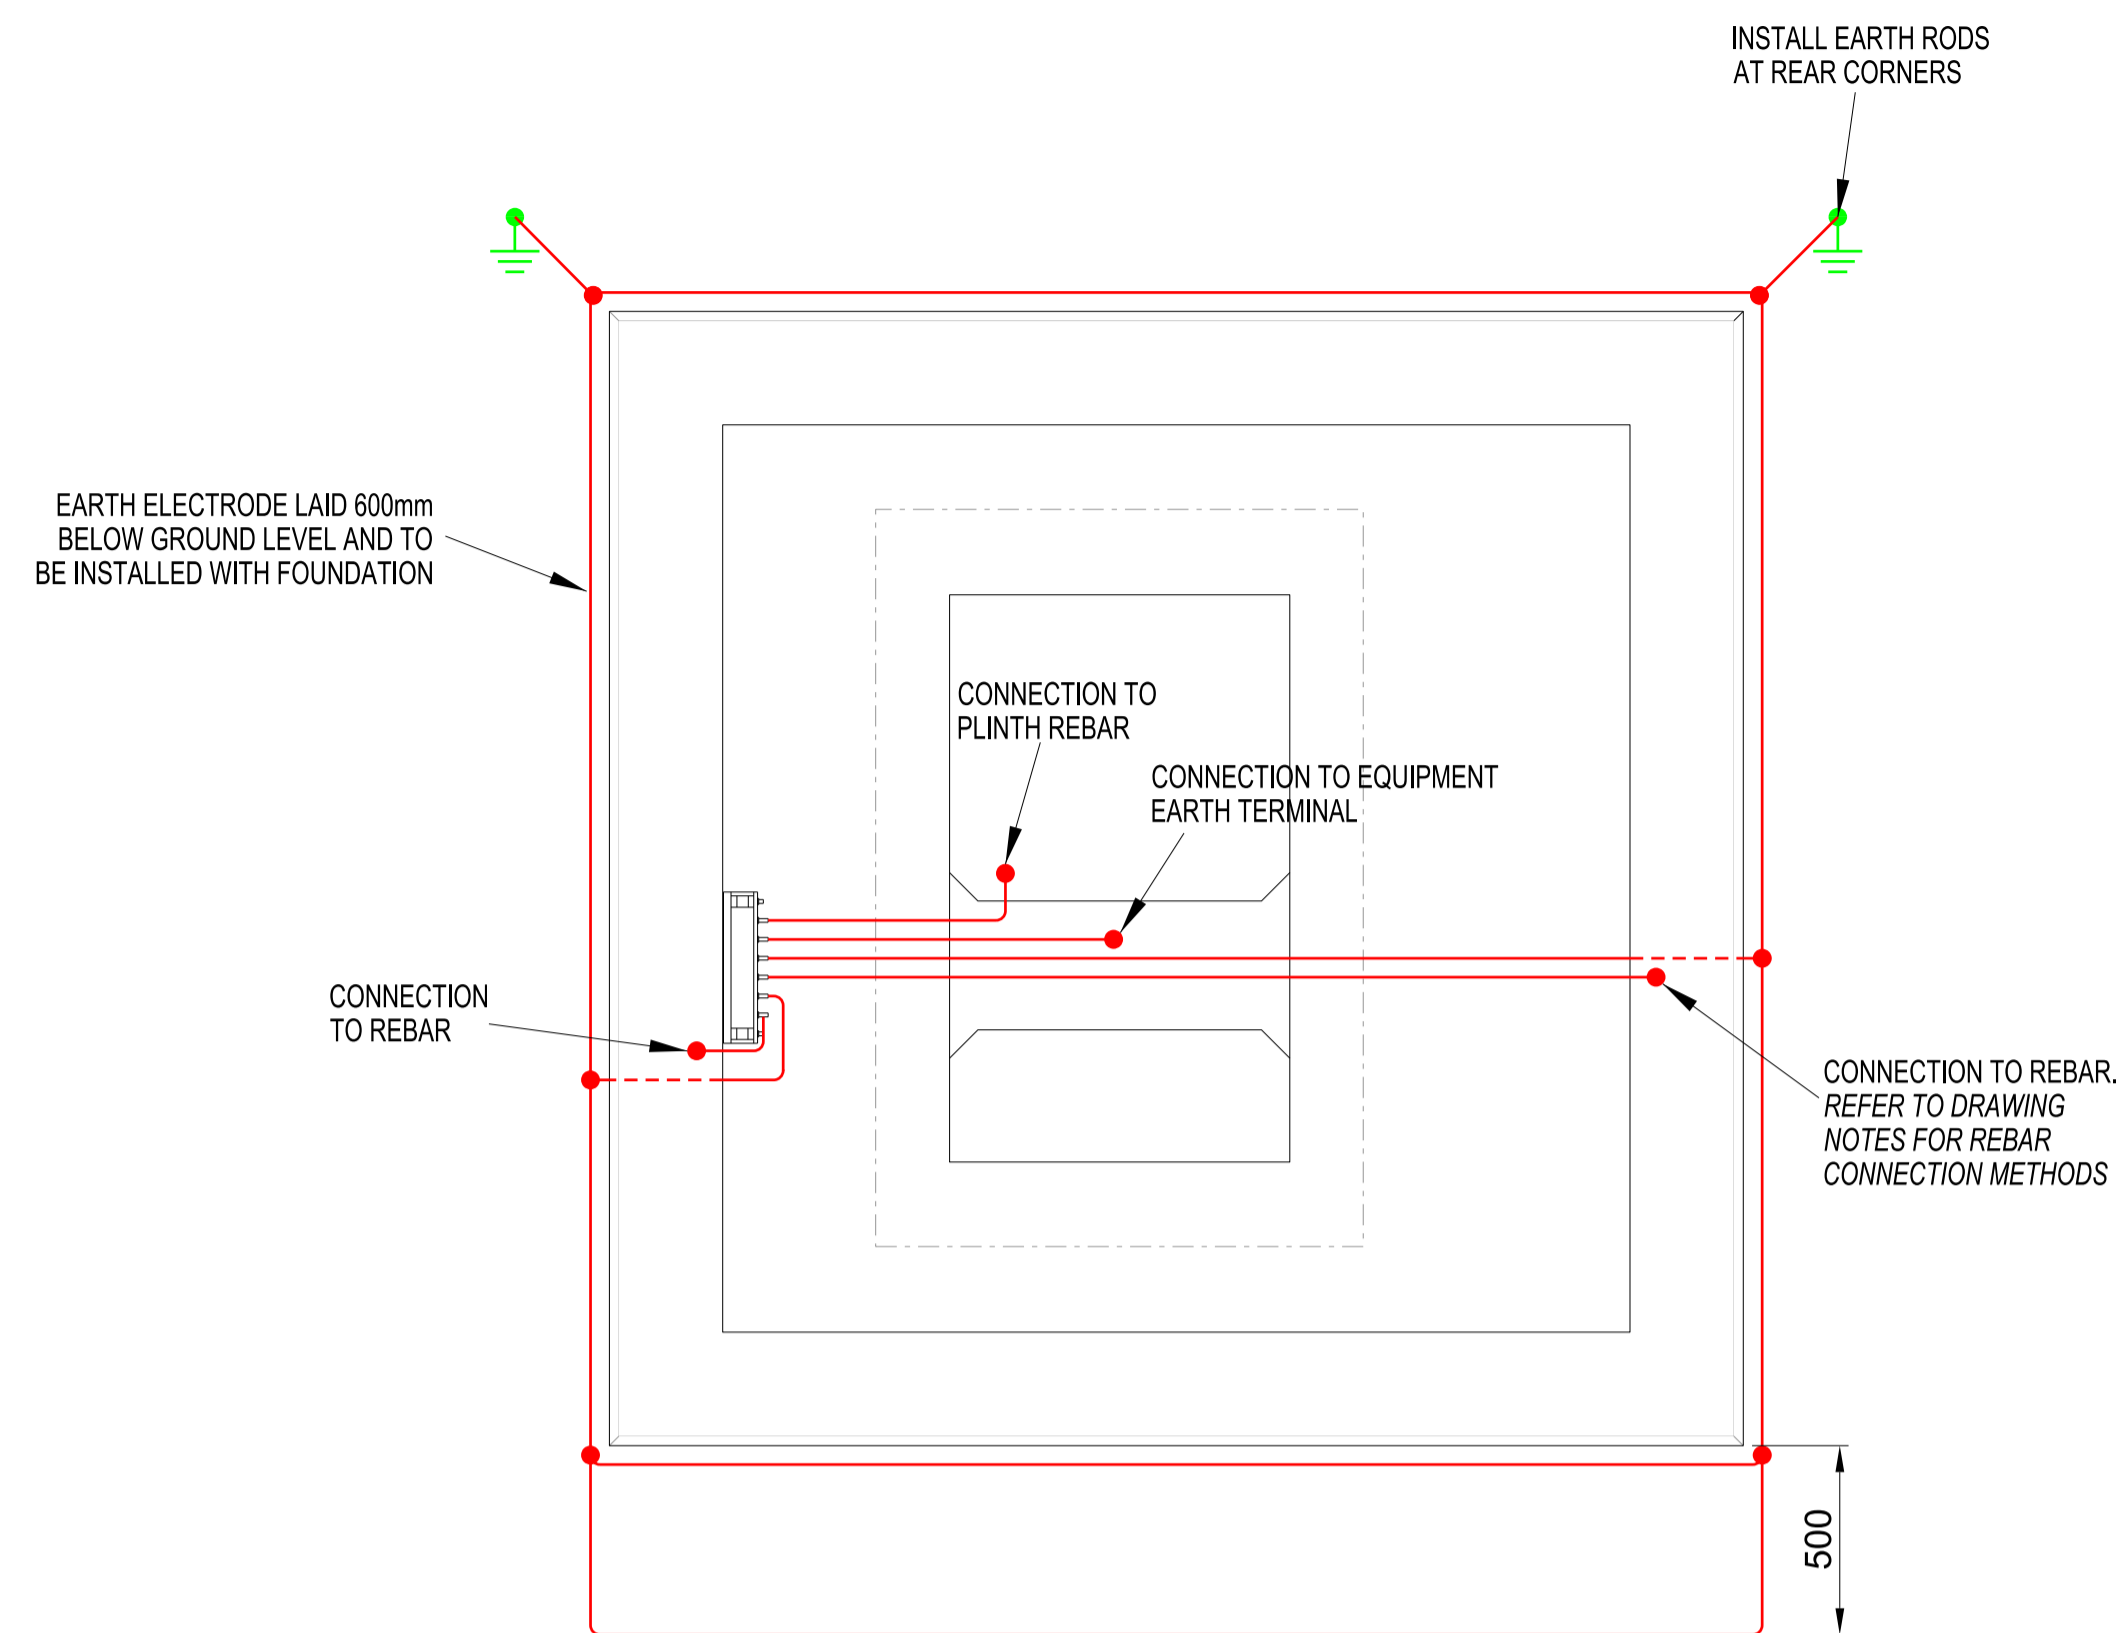 INSTALL EARTH RODS
AT REAR CORNERS
EARTH ELECTRODE LAID 600mm
BELOW GROUND LEVEL AND TO
BE INSTALLED WITH FOUNDATION
CONNECTION TO
PLINTH REBAR
CONNECTION TO EQUIPMENT
EARTH TERMINAL
CONNECTION
TO REBAR
CONNECTION TO REBAR.
REFER TO DRAWING
NOTES FOR REBAR
CONNECTION METHODS
500